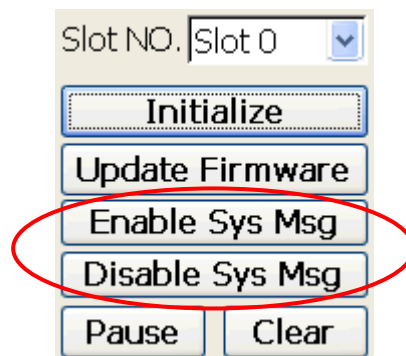 Slot NO. Slot 0
Initialize
Update Firmware
Enable Sys Msg
Disable Sys Msg
Pause Clear